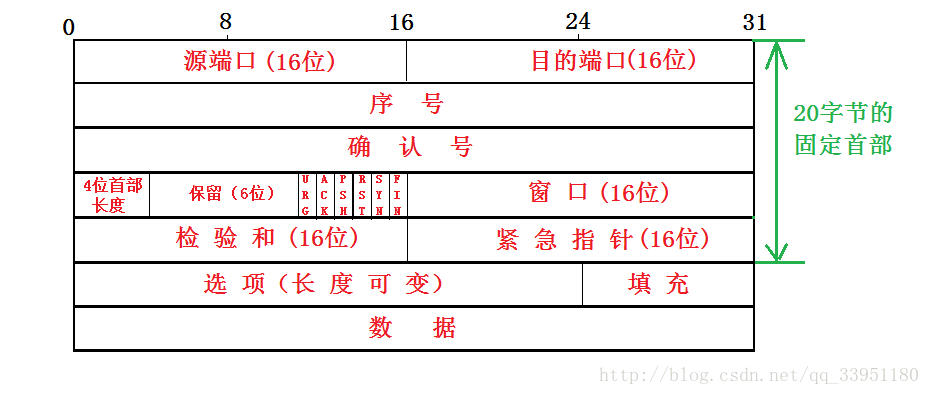 0 8 16 24 31
源端口(16位) 目的端口(16位)
序 号
确 认 号
4位首部
长度
保留（6位）
URG ACK PSH RST SYN FIN
窗 口 (16位)
检 验 和 (16位) 紧 急 指 针 (16位)
选 项（长 度 可 变） 填 充
数 据
20字节的
固定首部
http://blog.csdn.net/qq_33951180